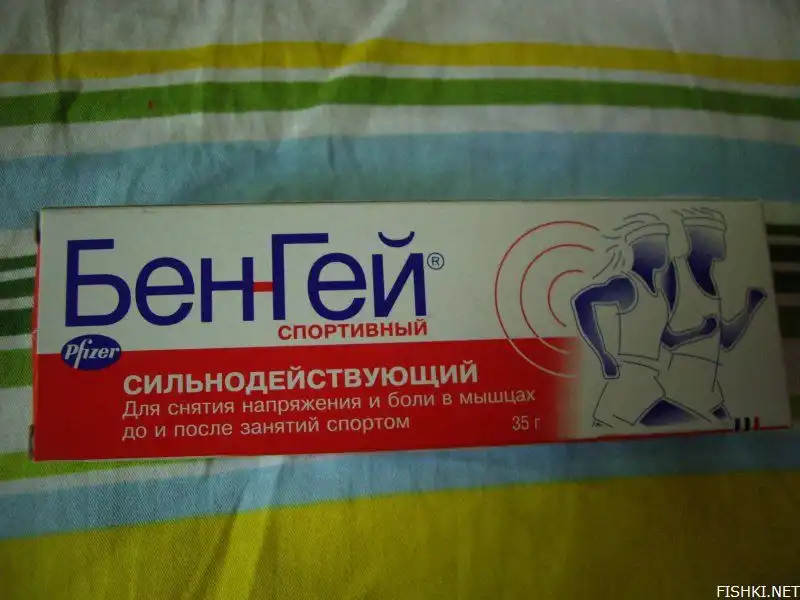 Бен-Гей®
СПОРТИВНЫЙ
Pfizer
СИЛЬНОДЕЙСТВУЮЩИЙ
Для снятия напряжения и боли в мышцах
до и после занятий спортом
35 г
FISHKI.NET